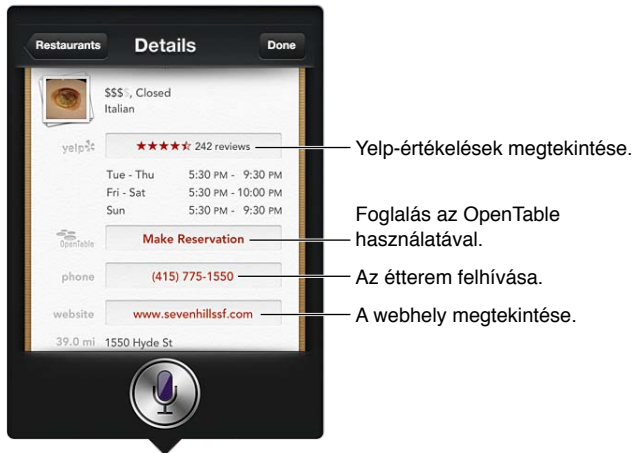 Restaurants
Details
Done
$$$$, Closed
Italian
yelp
242 reviews
Yelp-értékelések megtekintése.
Tue - Thu 5:30 PM - 9:30 PM
Fri - Sat 5:30 PM - 10:00 PM
Sun 5:30 PM - 9:30 PM
OpenTable
Make Reservation
Foglalás az OpenTable
használatával.
phone
(415) 775-1550
Az étterem felhívása.
website
www.sevenhillssf.com
A webhely megtekintése.
39.0 mi 1550 Hyde St